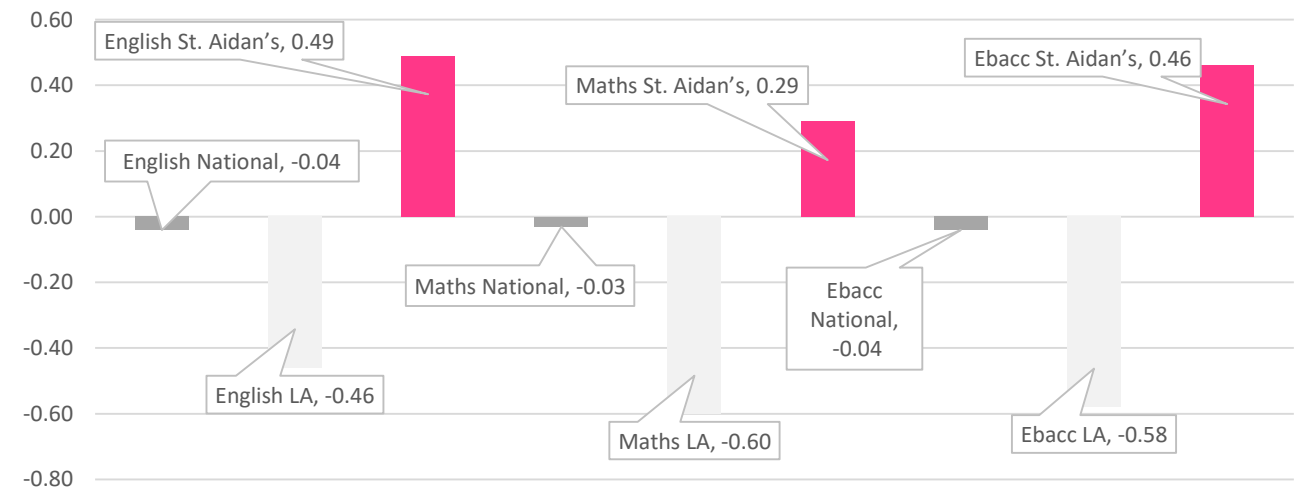 0.60
English St. Aidan’s, 0.49
Ebacc St. Aidan’s, 0.46
0.40
Maths St. Aidan’s, 0.29
0.20
English National, -0.04
0.00
-0.20
Maths National, -0.03
Ebacc
National,
-0.04
-0.40
English LA, -0.46
-0.60
Maths LA, -0.60
Ebacc LA, -0.58
-0.80